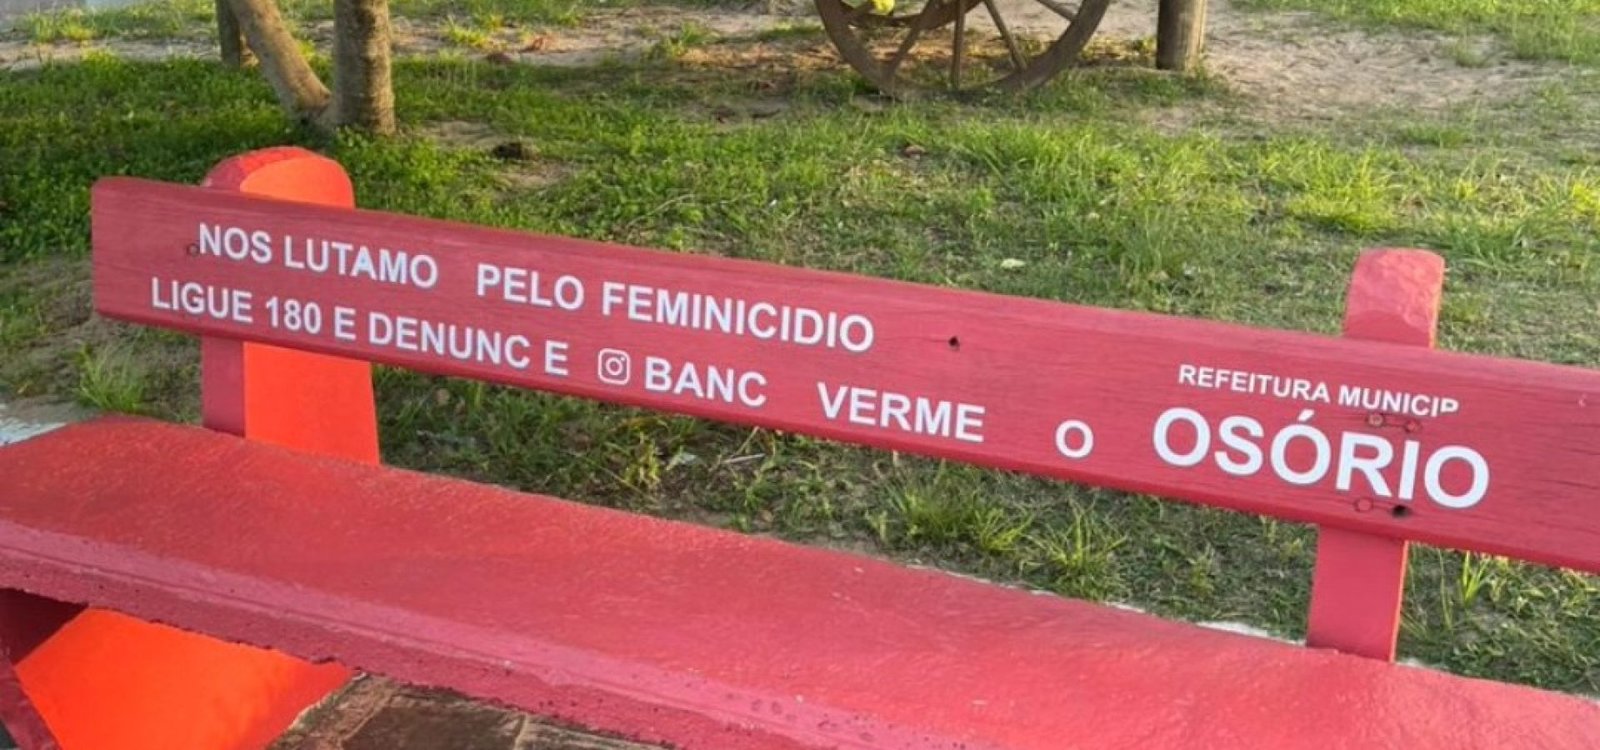 NOS LUTAMO PELO FEMINICIDIO
LIGUE 180 E DENUNC E BANC VERME O
REFEITURA MUNICIP
OSÓRIO